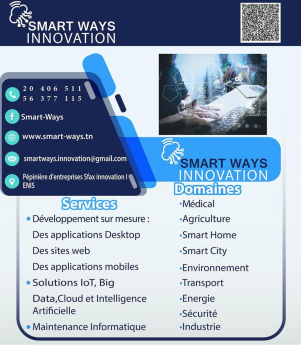 SMART WAYS
INNOVATION
20 406 511
56 377 115
Smart-Ways
www.smart-ways.tn
smartways.innovation@gmail.com
Pépinière d'entreprises Sfax innovation I
ENIS
SMART WAYS
INNOVATION
Services
• Développement sur mesure :
Des applications Desktop
Des sites web
Des applications mobiles
• Solutions IoT, Big
Data,Cloud et Intelligence
Artificielle
• Maintenance Informatique
Domaines
•Médical
•Agriculture
•Smart Home
•Smart City
•Environnement
•Transport
•Energie
•Sécurité
•Industrie